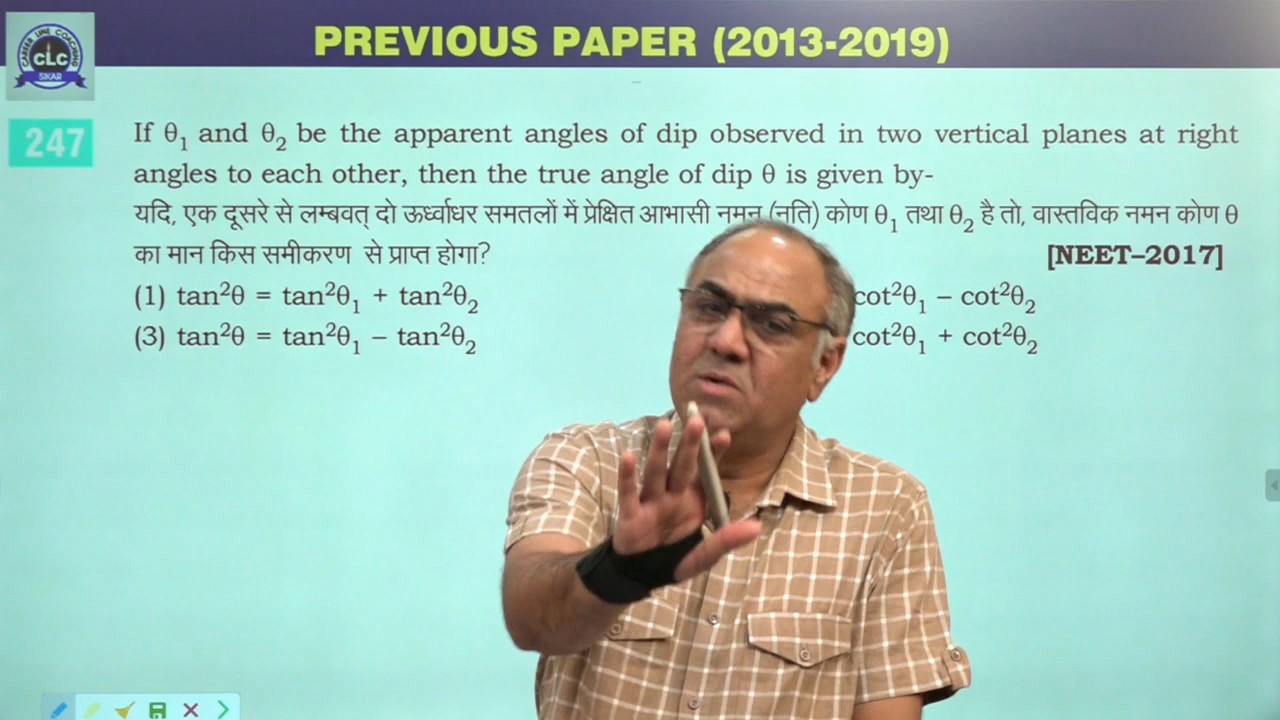 PREVIOUS PAPER (2013-2019)
CAREER LINE COACHING
CLC
SIKAR
247
If θ₁ and θ₂ be the apparent angles of dip observed in two vertical planes at right
angles to each other, then the true angle of dip θ is given by-
यदि, एक दूसरे से लम्बवत् दो ऊर्ध्वाधर समतलों में प्रेक्षित आभासी नमन (नति) कोण θ₁ तथा θ₂ है तो, वास्तविक नमन कोण θ
का मान किस समीकरण से प्राप्त होगा? [NEET–2017]
(1) tan²θ = tan²θ₁ + tan²θ₂ cot²θ₁ – cot²θ₂
(3) tan²θ = tan²θ₁ – tan²θ₂ cot²θ₁ + cot²θ₂